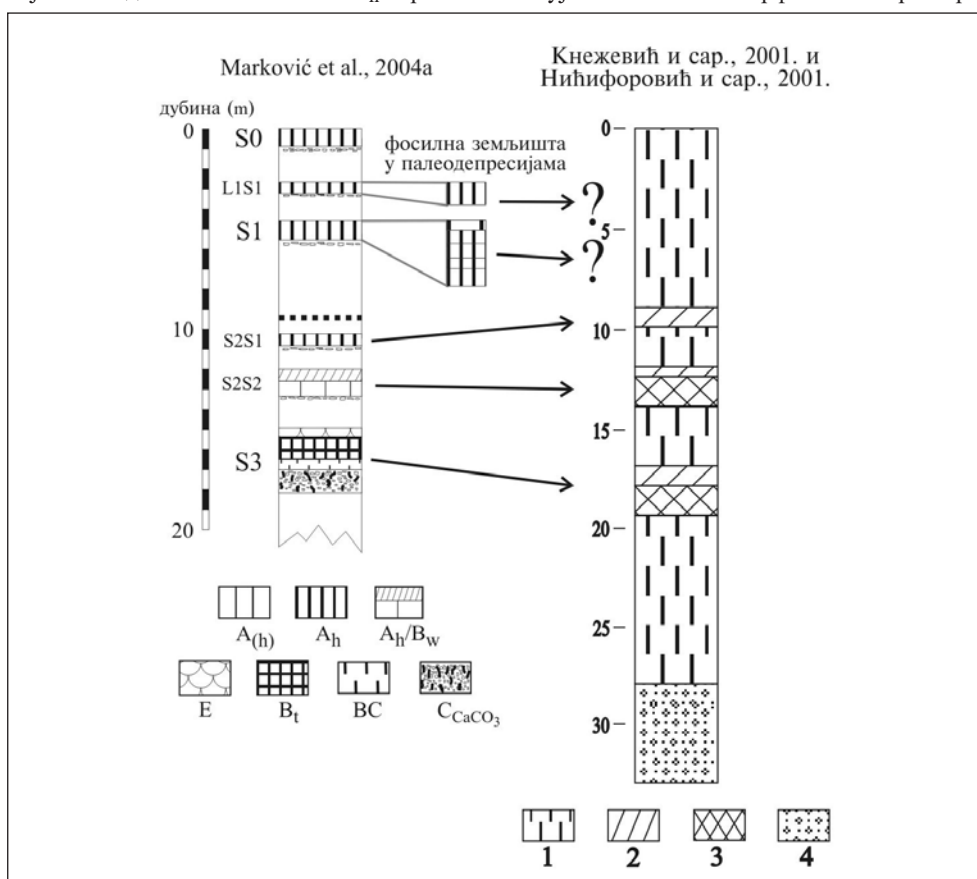 Marković et al., 2004a
Кнежевић и сар., 2001. и
Нићифоровић и сар., 2001.
дубина (m)
0
S0
L1S1
S1
10
S2S1
S2S2
S3
20
фосилна земљишта
у палеодепресијама
?
?
0
5
10
15
20
25
30
A(h)
Ah
Ah/Bw
E
Bt
BC
CCaCO3
1
2
3
4